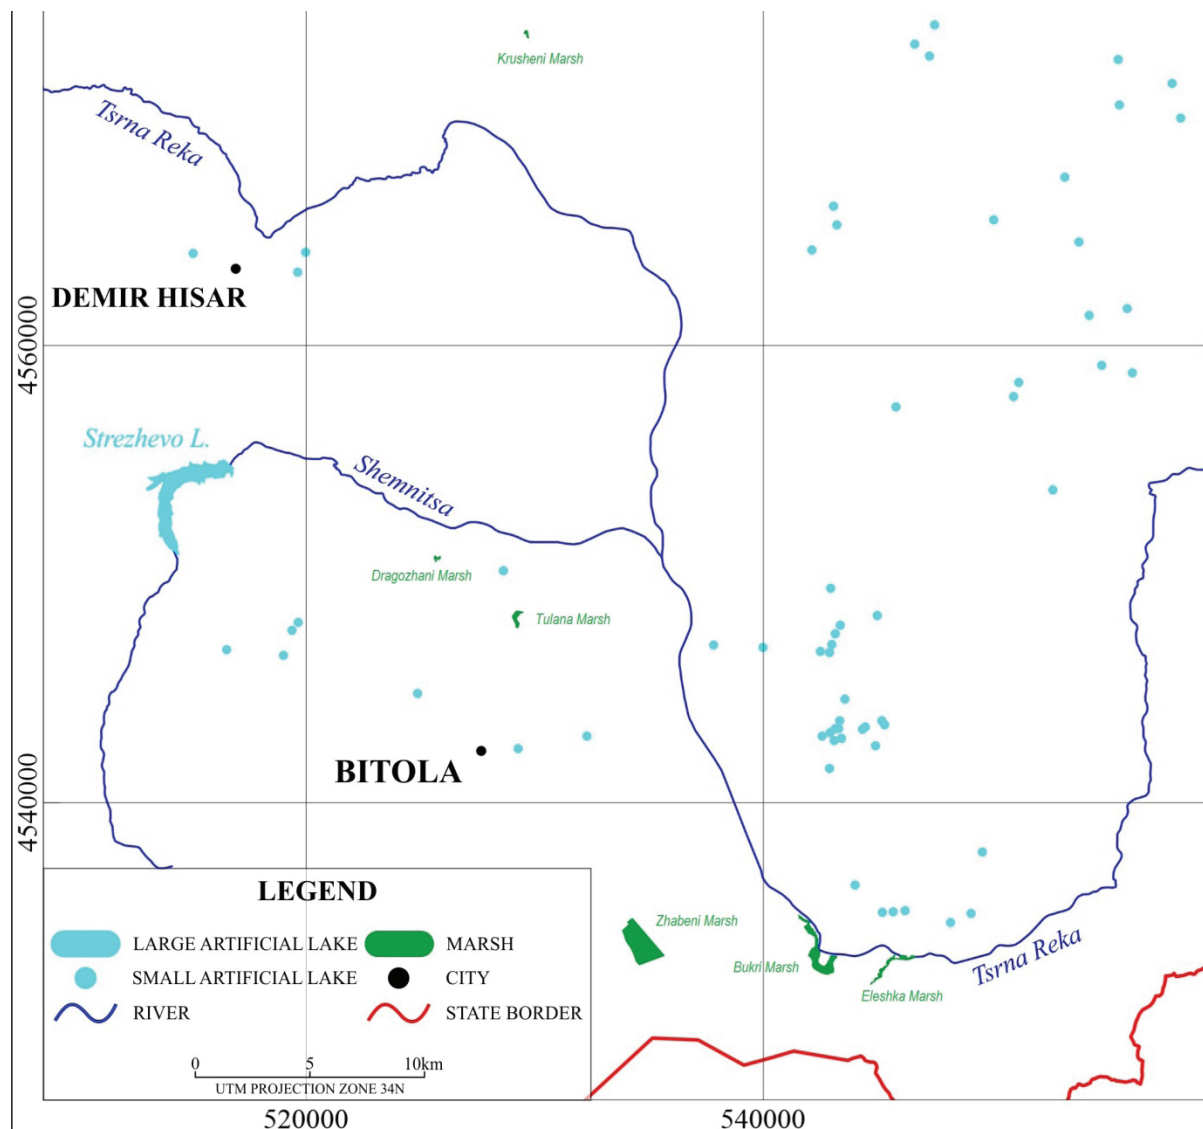 Krusheni Marsh
Tsrna Reka
DEMIR HISAR
4560000
Strezhevo L.
Shemnitsa
Dragozhani Marsh
Tulana Marsh
BITOLA
4540000
LEGEND
LARGE ARTIFICIAL LAKE
MARSH
SMALL ARTIFICIAL LAKE
CITY
RIVER
STATE BORDER
0 5 10km
UTM PROJECTION ZONE 34N
Zhabeni Marsh
Bukri Marsh
Eleshka Marsh
Tsrna Reka
520000
540000